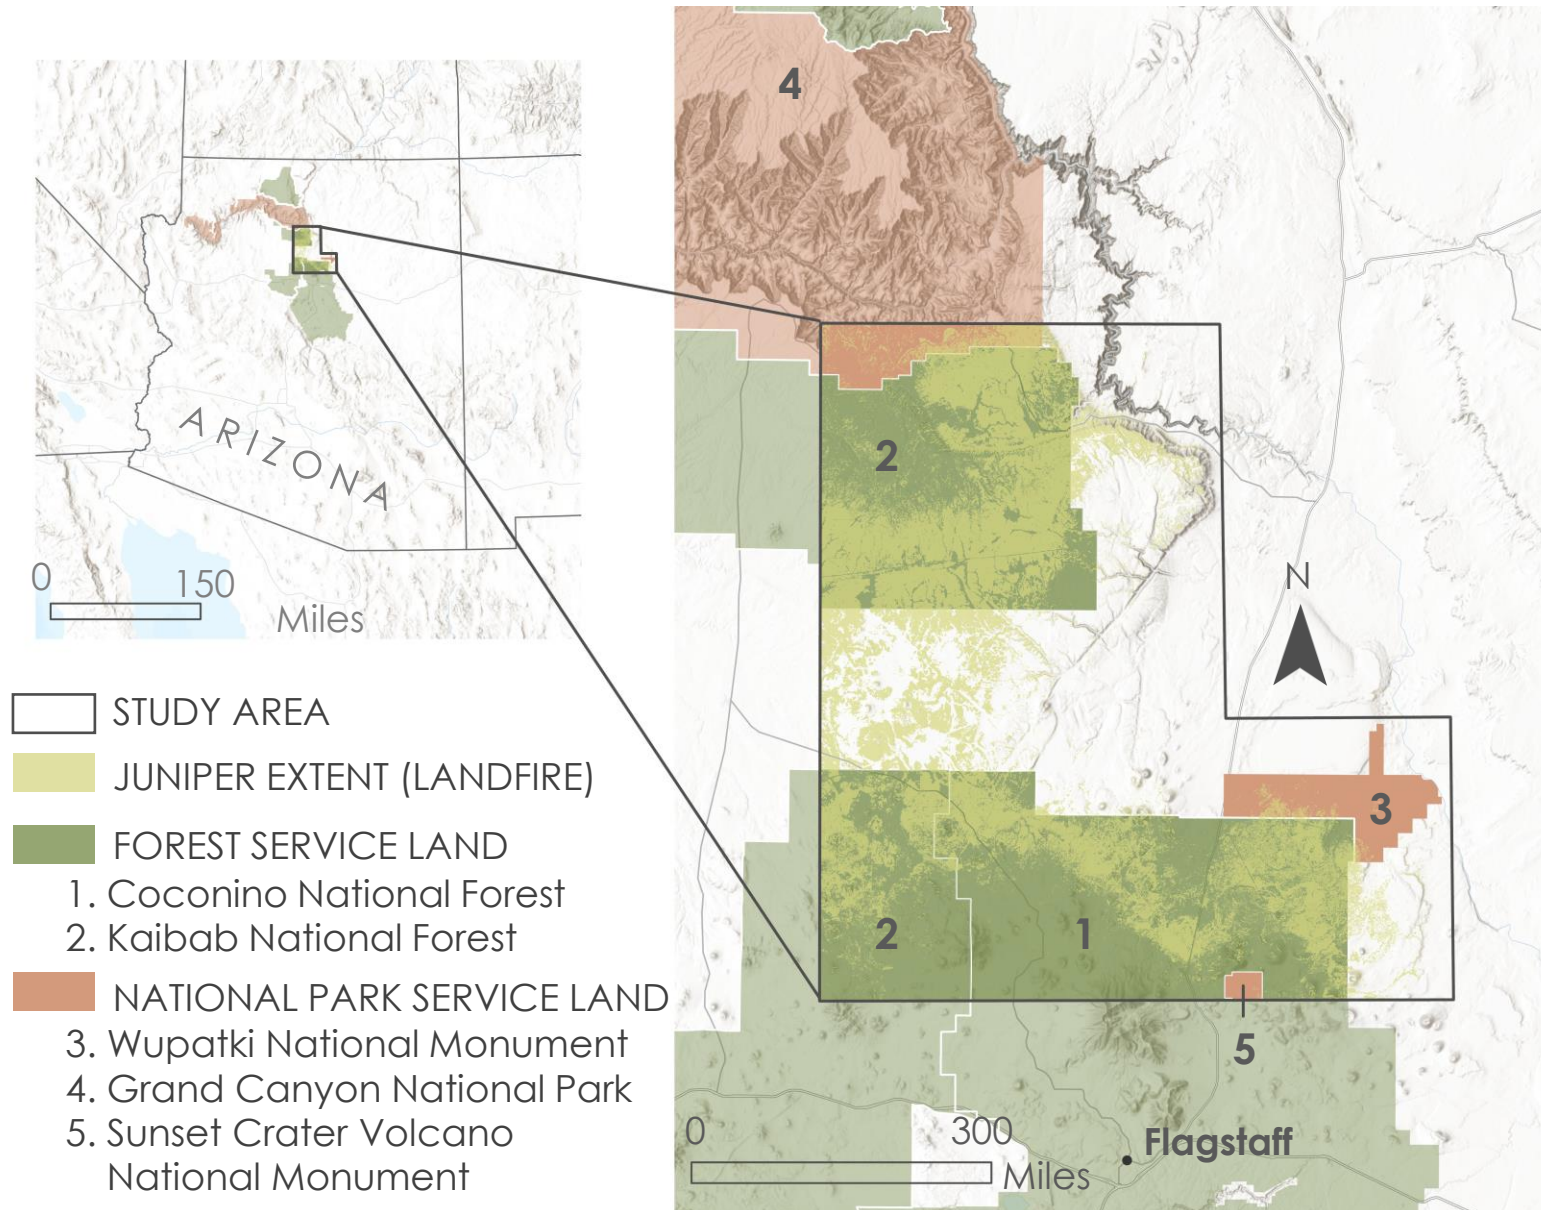 ARIZONA
0 150
Miles
STUDY AREA
JUNIPER EXTENT (LANDFIRE)
FOREST SERVICE LAND
1. Coconino National Forest
2. Kaibab National Forest
NATIONAL PARK SERVICE LAND
3. Wupatki National Monument
4. Grand Canyon National Park
5. Sunset Crater Volcano
National Monument
4
2
N
3
2
1
5
Flagstaff
0 300
Miles